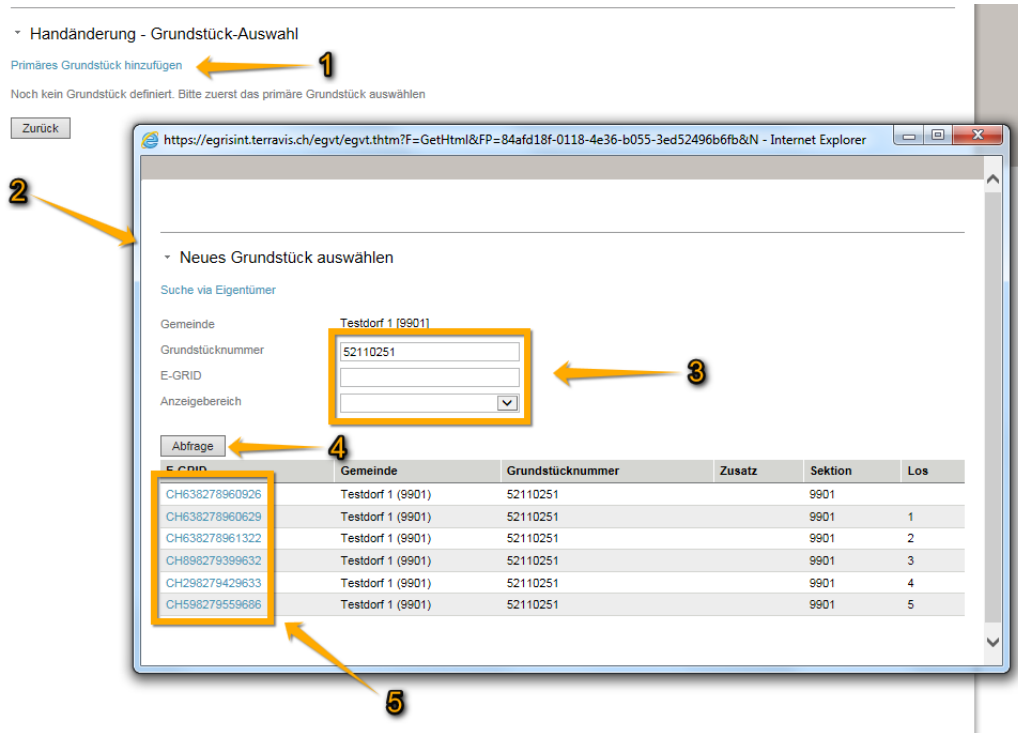 Handänderung - Grundstück-Auswahl
Primäres Grundstück hinzufügen
1
Noch kein Grundstück definiert. Bitte zuerst das primäre Grundstück auswählen
Zurück
https://egrisint.terravis.ch/egvt/egvt.thtm?F=GetHtml&FP=84afd18f-0118-4e36-b055-3ed52496b6fb&N - Internet Explorer
2
Neues Grundstück auswählen
Suche via Eigentümer
Gemeinde Testdorf 1 [9901]
Grundstücknummer 52110251
E-GRID
3
Anzeigebereich
Abfrage
4
E-GRID Gemeinde Grundstücknummer Zusatz Sektion Los
CH638278960926 Testdorf 1 (9901) 52110251 9901
CH638278960629 Testdorf 1 (9901) 52110251 9901 1
CH638278961322 Testdorf 1 (9901) 52110251 9901 2
CH898279399632 Testdorf 1 (9901) 52110251 9901 3
CH298279429633 Testdorf 1 (9901) 52110251 9901 4
CH598279559686 Testdorf 1 (9901) 52110251 9901 5
5